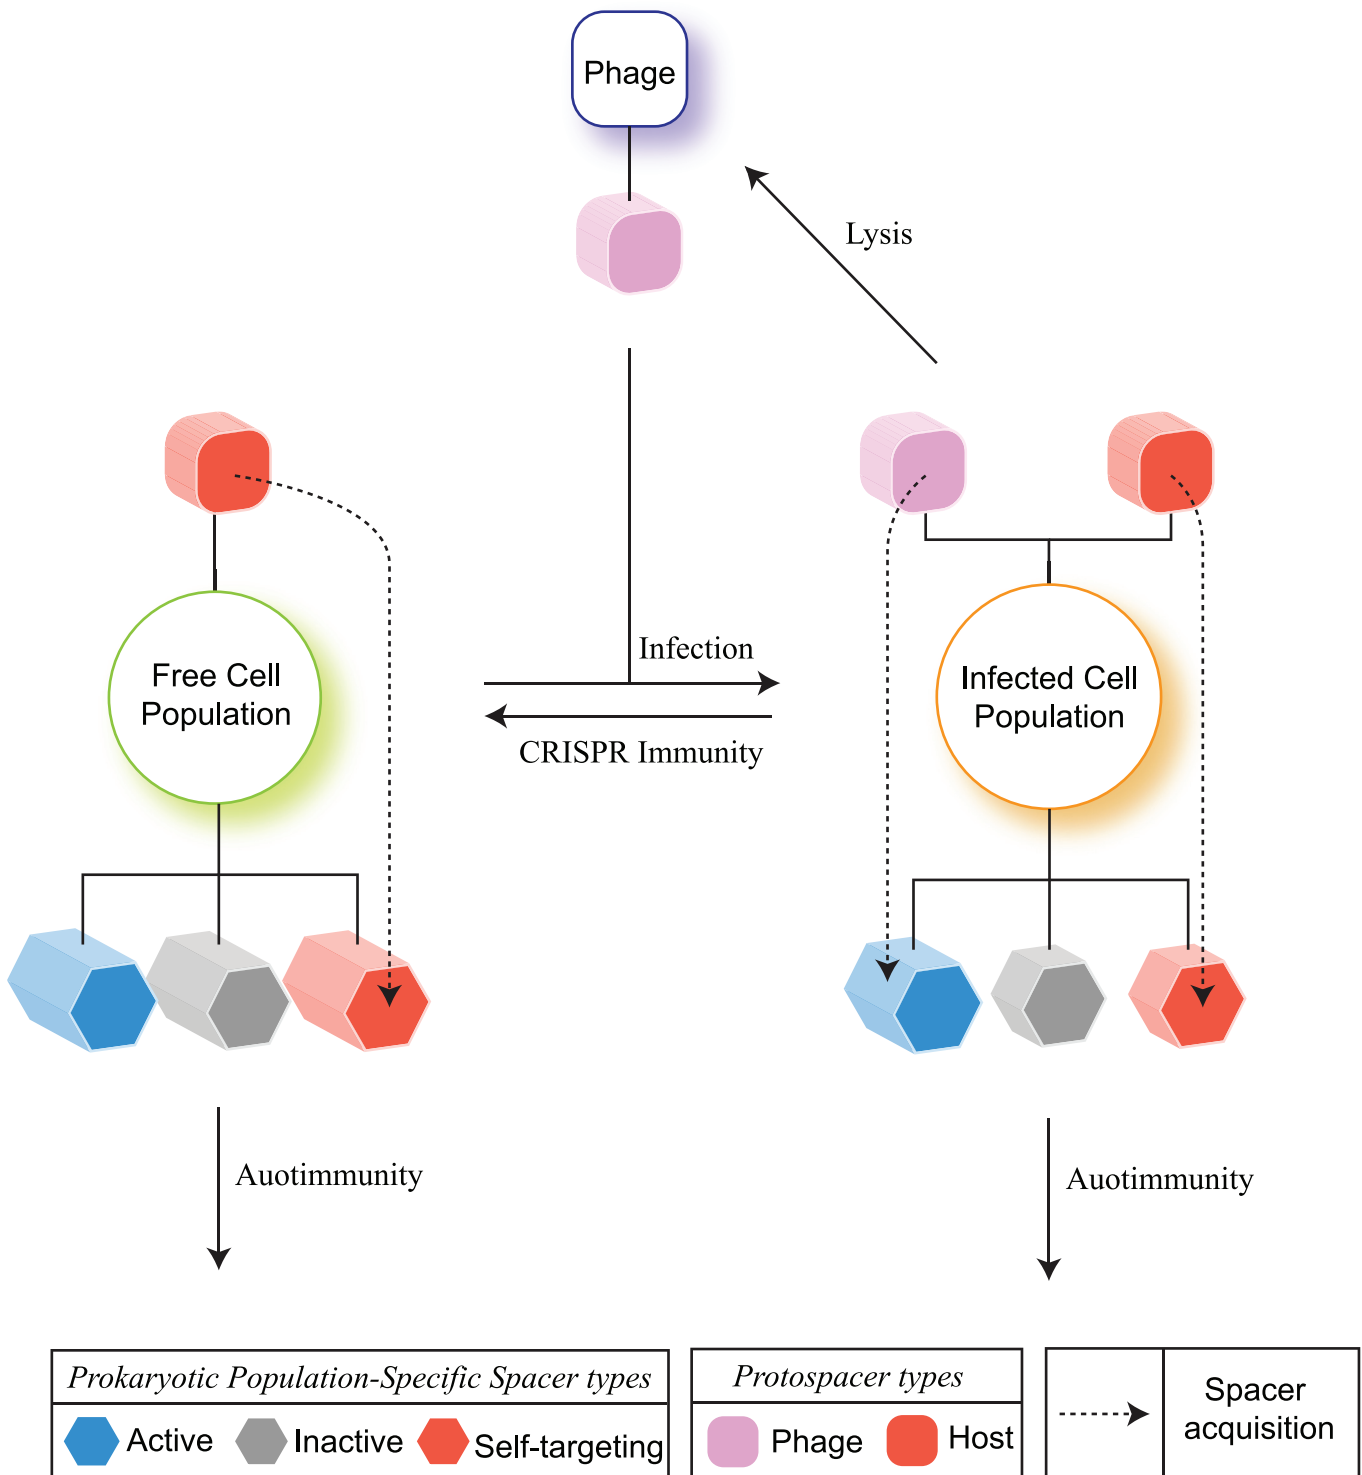 Phage
Lysis
Free Cell
Population
Infection
CRISPR Immunity
Infected Cell
Population
Auotimmunity
Auotimmunity
Prokaryotic Population-Specific Spacer types
Active
Inactive
Self-targeting
Protospacer types
Phage
Host
Spacer
acquisition